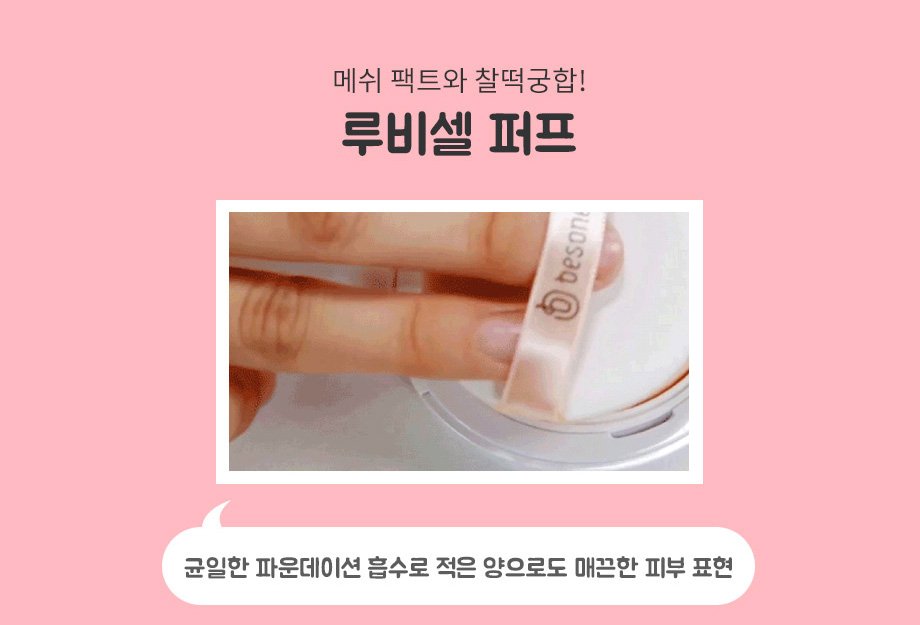 메쉬 팩트와 찰떡궁합!
루비셀 퍼프
besone
균일한 파운데이션 흡수로 적은 양으로도 매끈한 피부 표현